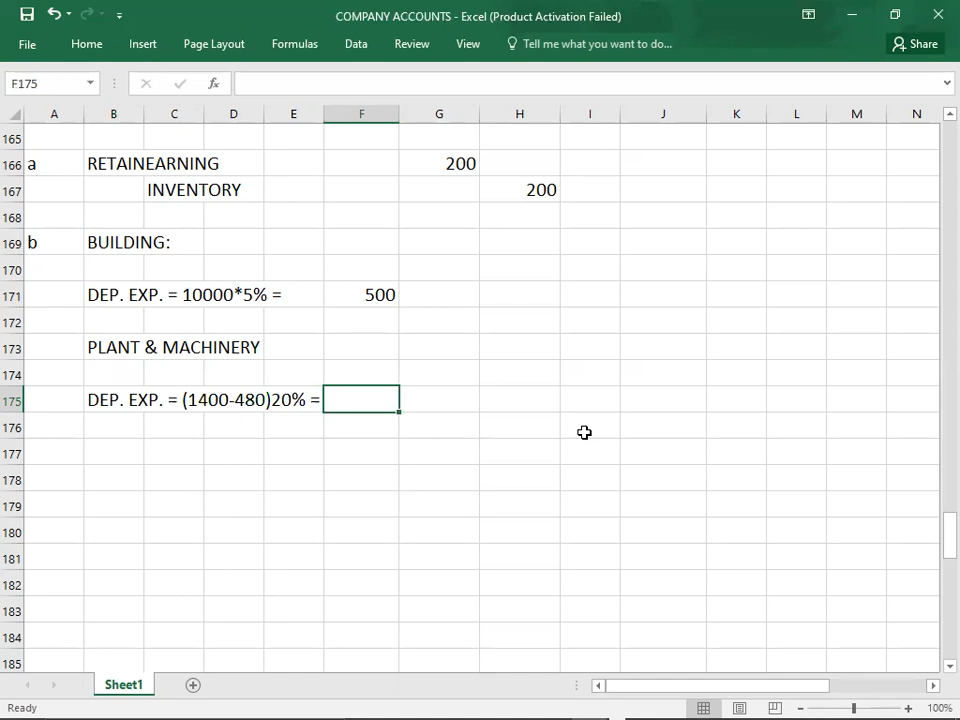 COMPANY ACCOUNTS - Excel (Product Activation Failed)
File Home Insert Page Layout Formulas Data Review View Tell me what you want to do... Share
F175 fx
A B C D E F G H I J K L M N
165
166 a RETAINEARNING 200
167 INVENTORY 200
168
169 b BUILDING:
170
171 DEP. EXP. = 10000*5% = 500
172
173 PLANT & MACHINERY
174
175 DEP. EXP. = (1400-480)20% =
176
177
178
179
180
181
182
183
184
185
Sheet1
Ready 100%